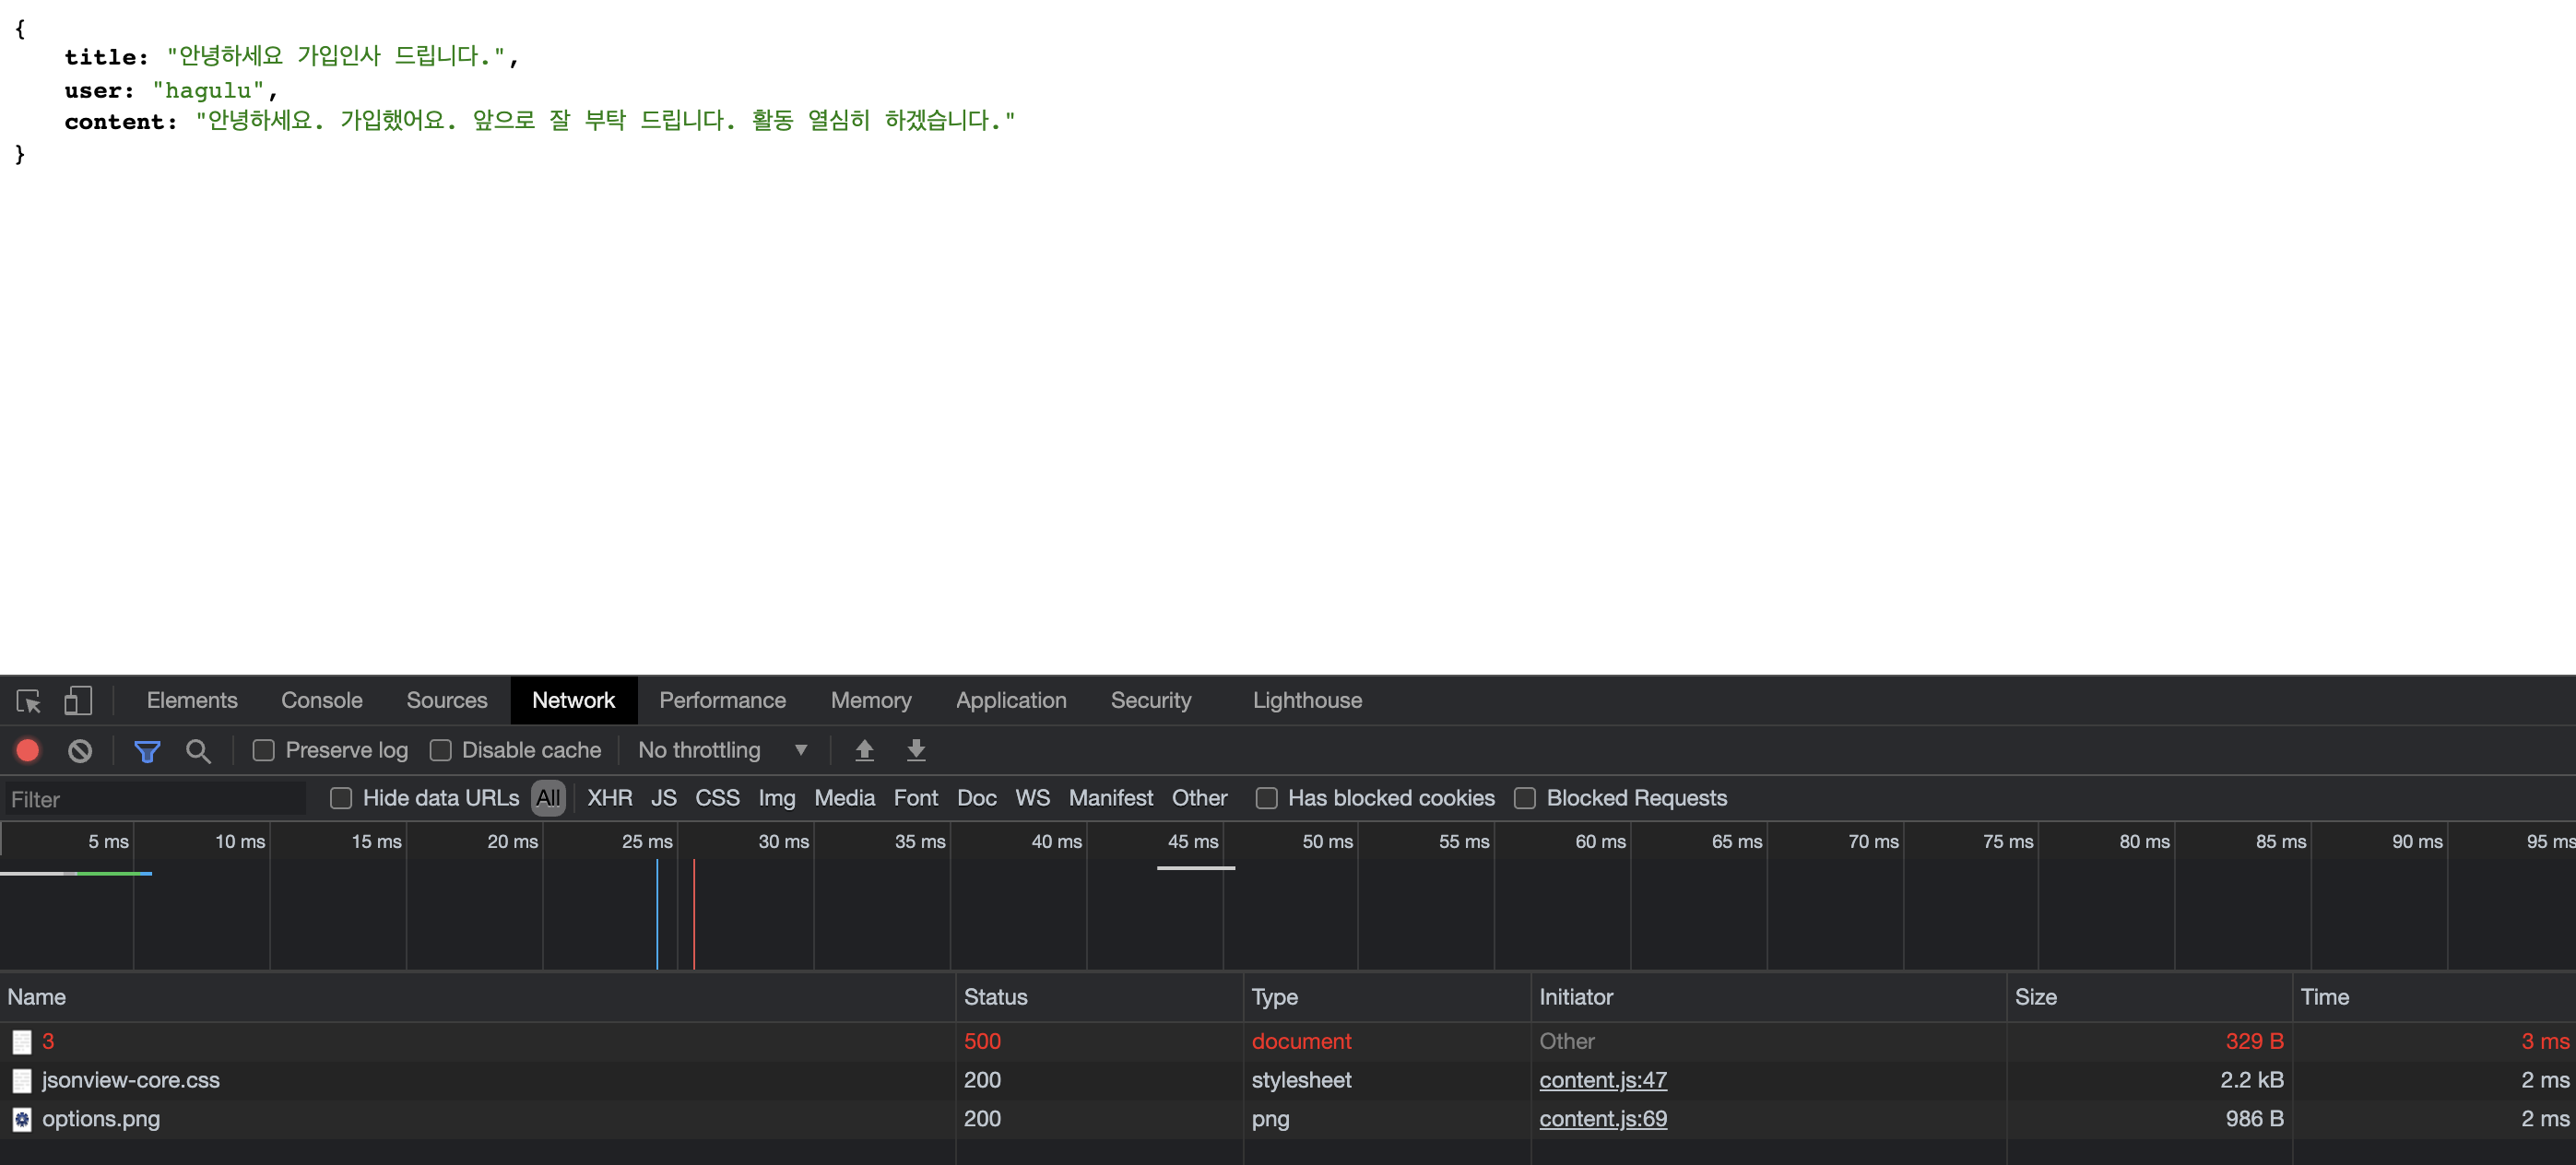 {
title: "안녕하세요 가입인사 드립니다.",
user: "hagulu",
content: "안녕하세요. 가입했어요. 앞으로 잘 부탁 드립니다. 활동 열심히 하겠습니다."
}
Elements Console Sources Network Performance Memory Application Security Lighthouse
Preserve log Disable cache No throttling
Filter Hide data URLs All XHR JS CSS Img Media Font Doc WS Manifest Other Has blocked cookies Blocked Requests
5 ms 10 ms 15 ms 20 ms 25 ms 30 ms 35 ms 40 ms 45 ms 50 ms 55 ms 60 ms 65 ms 70 ms 75 ms 80 ms 85 ms 90 ms 95 ms
Name Status Type Initiator Size Time
3 500 document Other 329 B 3 ms
jsonview-core.css 200 stylesheet content.js:47 2.2 kB 2 ms
options.png 200 png content.js:69 986 B 2 ms